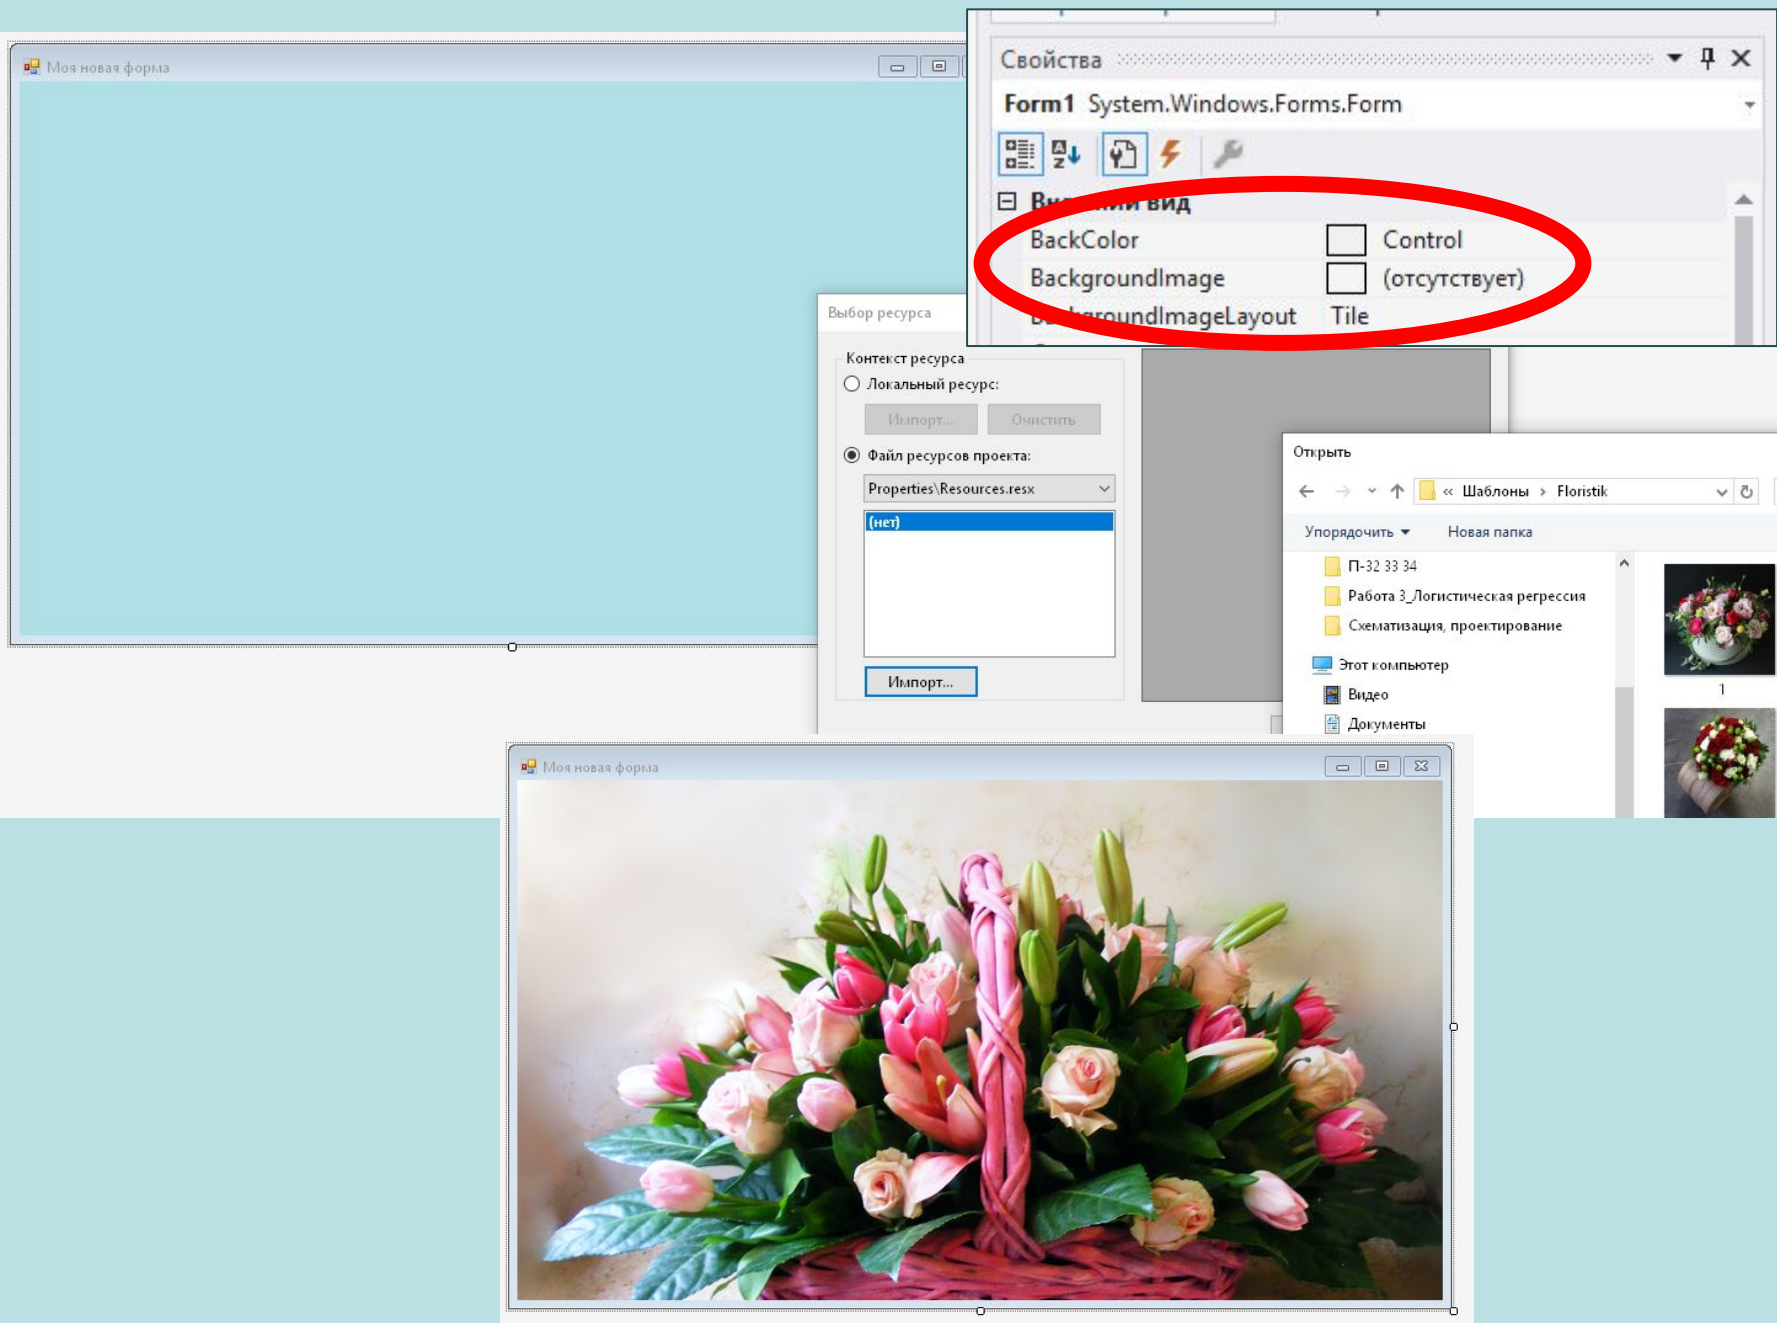 Моя новая форма
Свойства
Form1 System.Windows.Forms.Form
вид
BackColor Control
BackgroundImage (отсутствует)
BackgroundImageLayout Tile
Выбор ресурса
Контекст ресурса
Локальный ресурс:
Импорт... Очистить
Файл ресурсов проекта:
Properties\Resources.resx
(нет)
Импорт...
Открыть
« Шаблоны › Floristik
Упорядочить Новая папка
П-32 33 34
Работа 3_Логистическая регрессия
Схематизация, проектирование
Этот компьютер
Видео
Документы
1
Моя новая форма